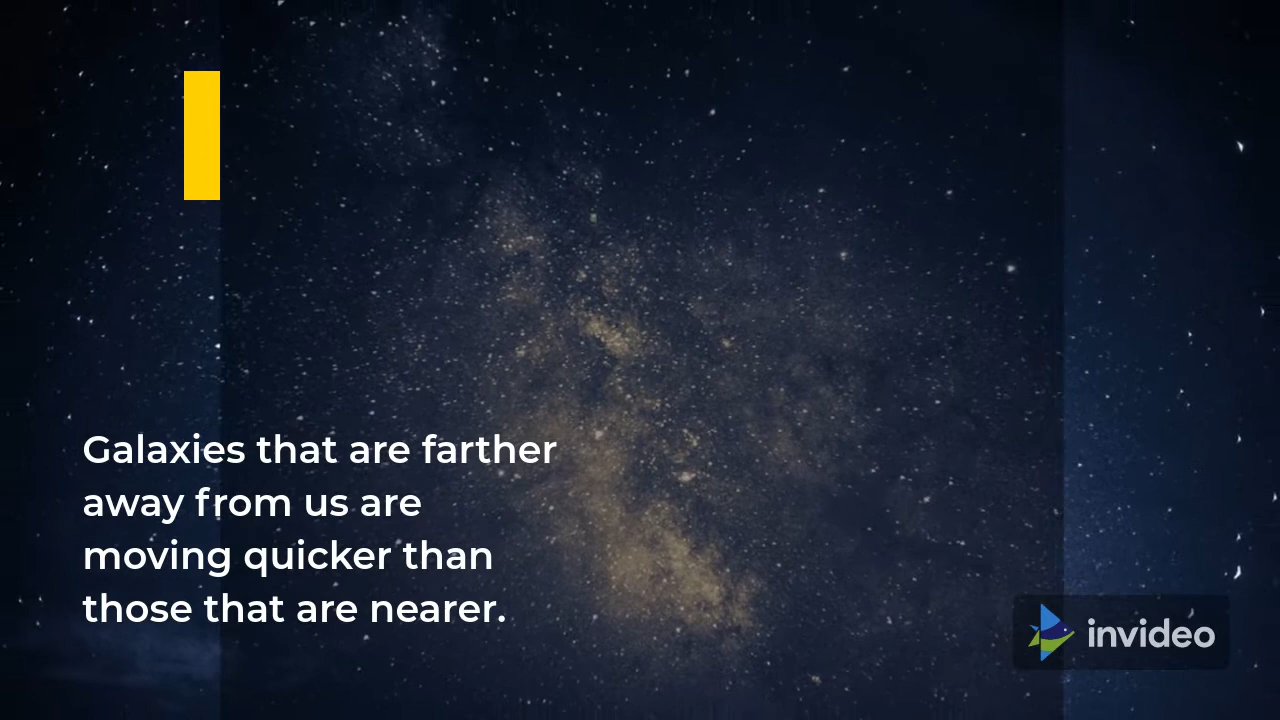 Galaxies that are farther
away from us are
moving quicker than
those that are nearer.
invideo